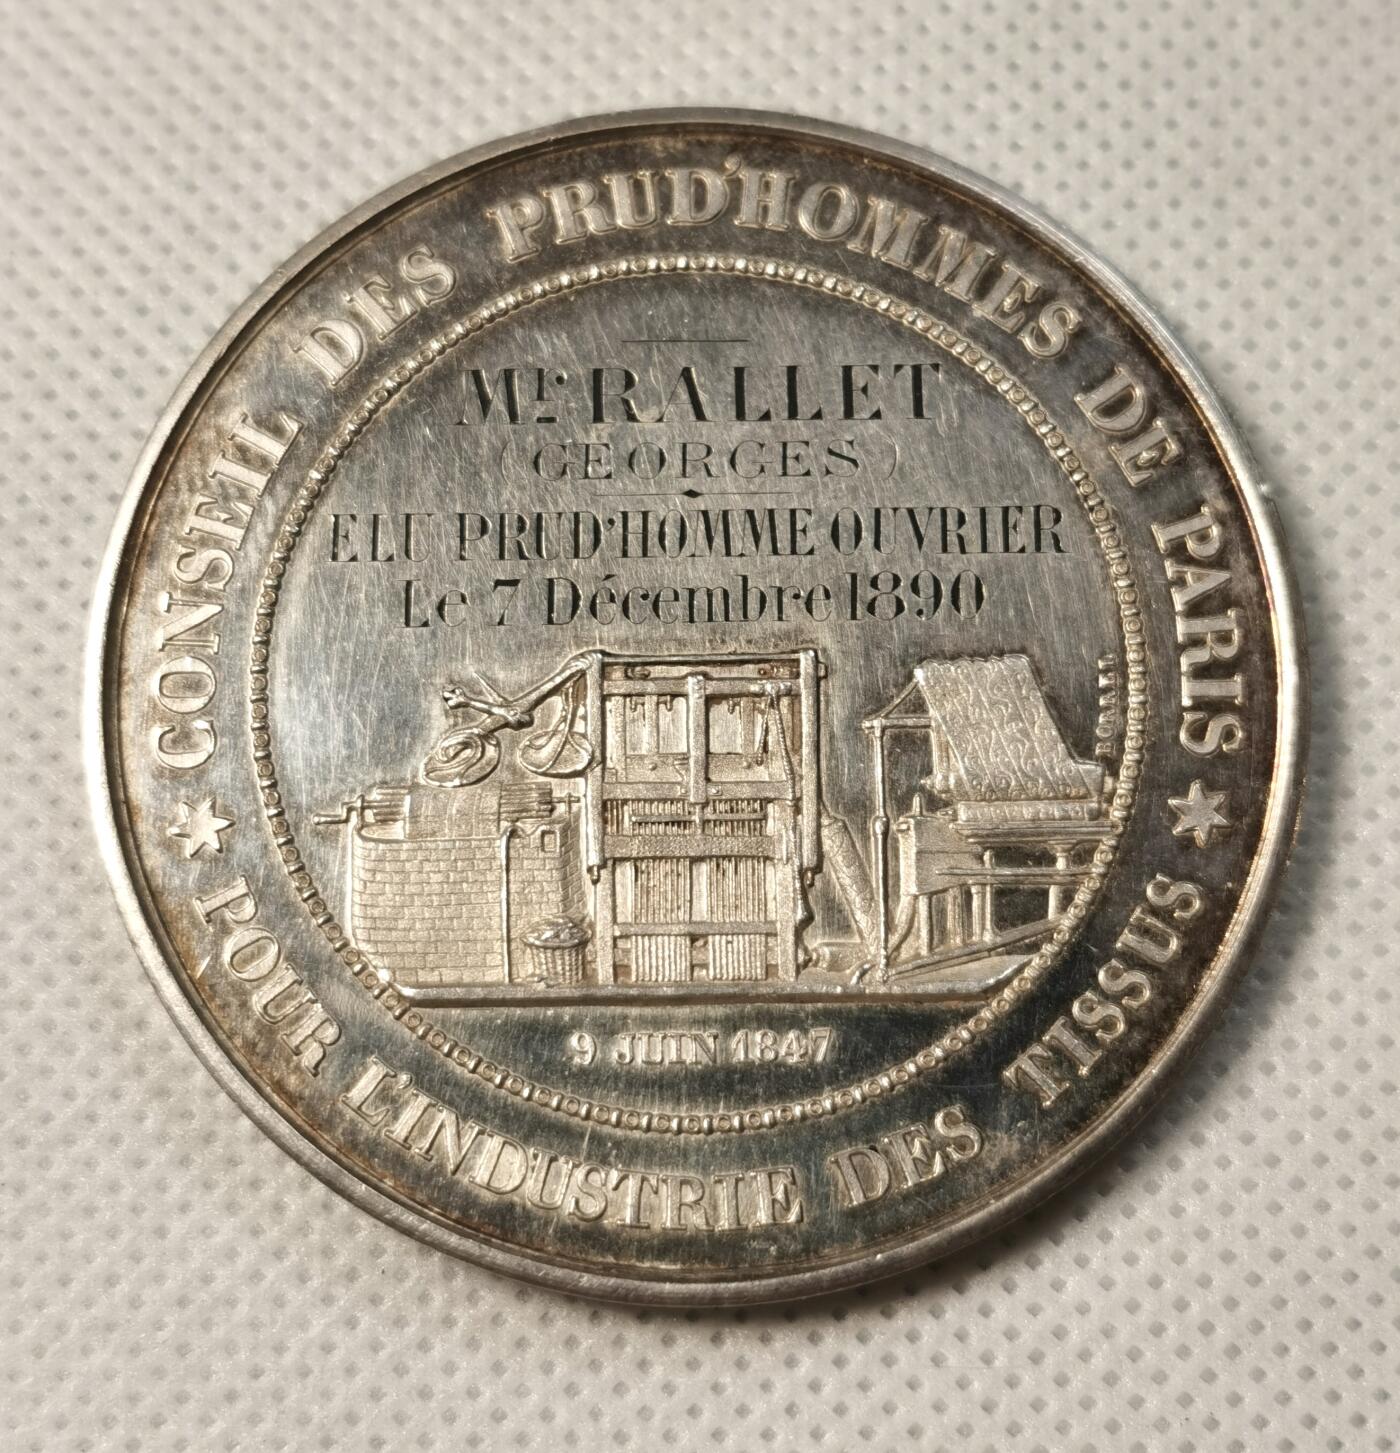 CONSEIL DES PRUD'HOMMES DE PARIS
Mr. RALLET
(GEORGES)
ELU PRUD'HOMME OUVRIER
Le 7 Décembre 1890
BORREL
9 JUIN 1847
POUR L'INDUSTRIE DES TISSUS